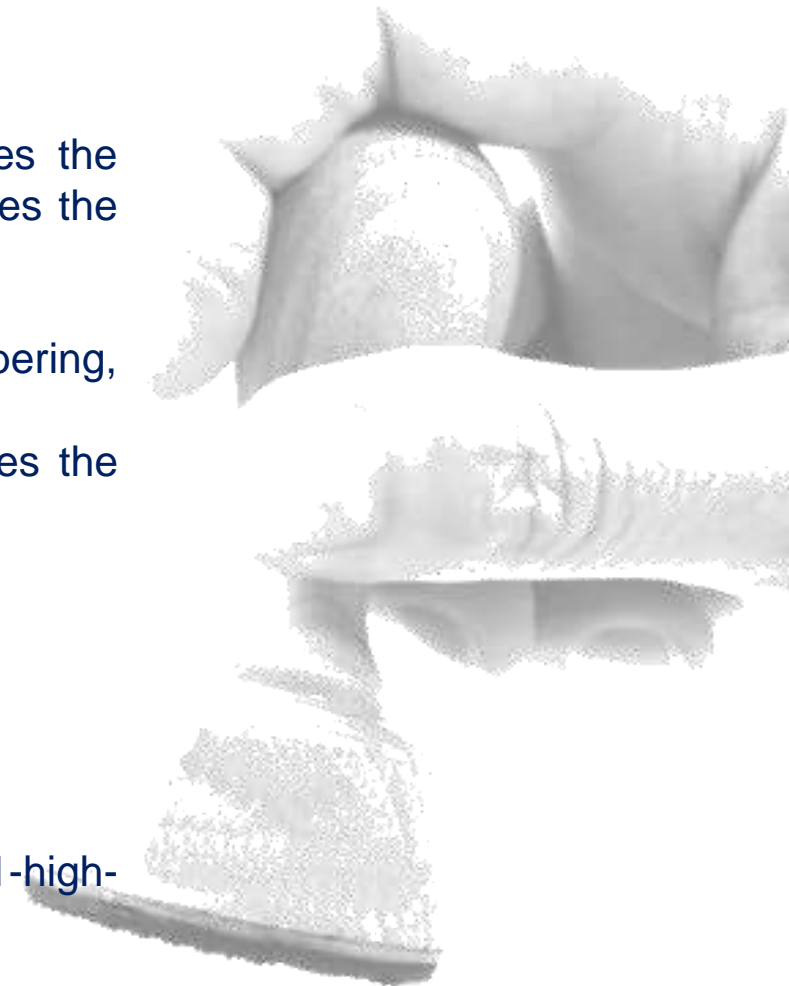 es the
es the
pering,
es the
-high-